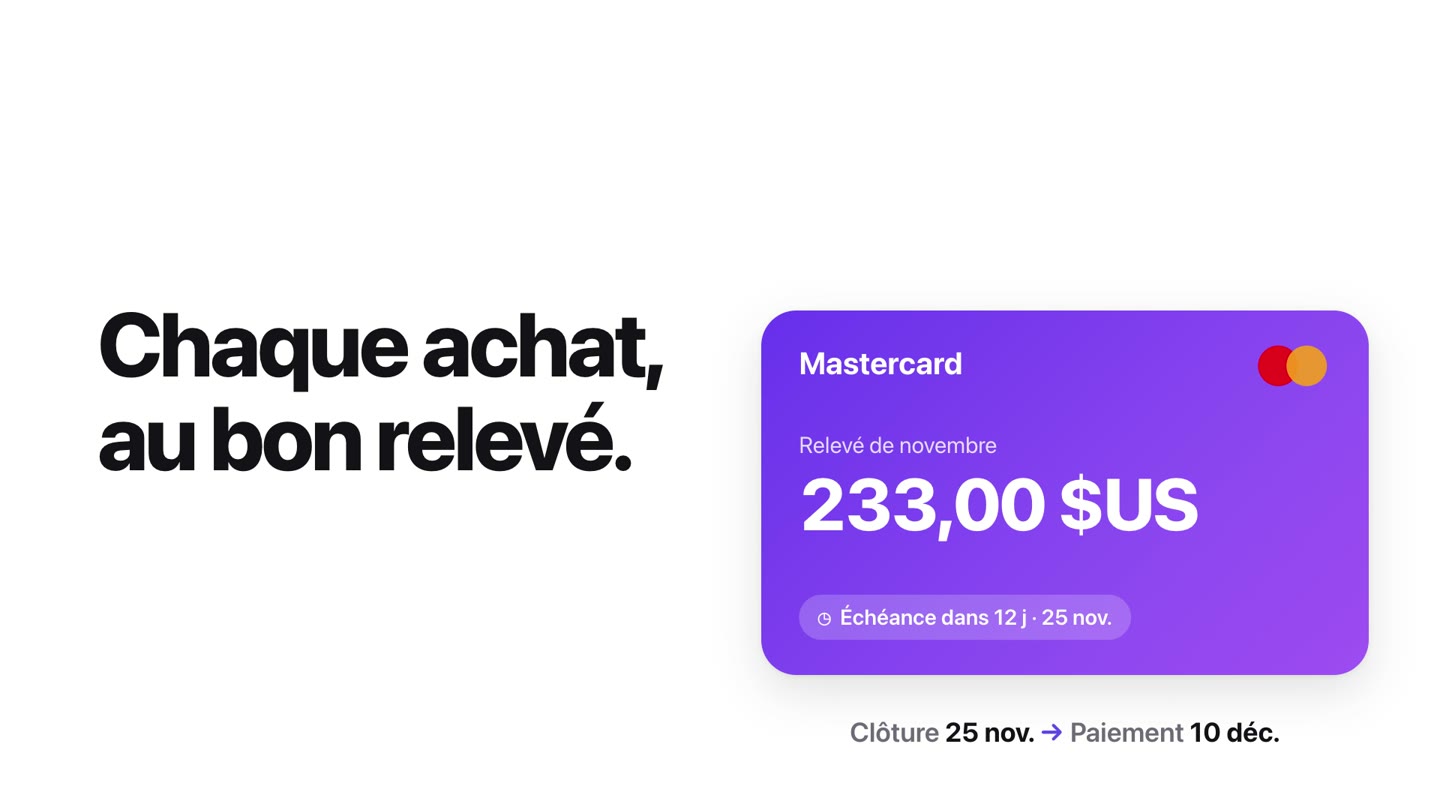 Chaque achat,
au bon relevé.
Mastercard
Relevé de novembre
233,00 $US
Échéance dans 12 j · 25 nov.
Clôture 25 nov. → Paiement 10 déc.